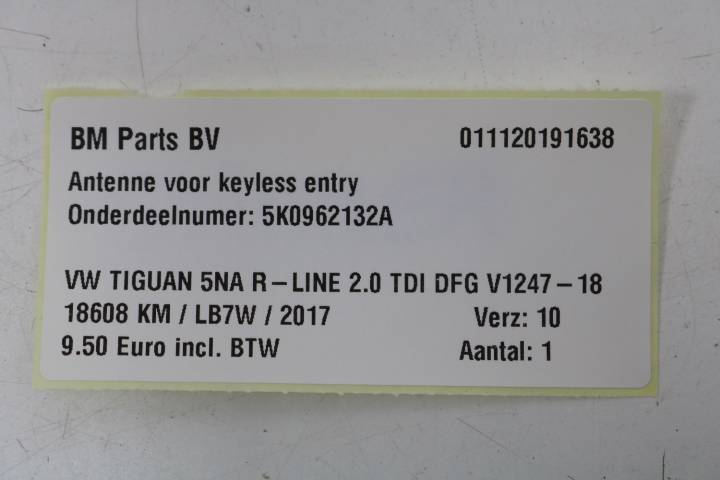 BM Parts BV 011120191638
Antenne voor keyless entry
Onderdeelnumer: 5K0962132A
VW TIGUAN 5NA R-LINE 2.0 TDI DFG V1247-18
18608 KM / LB7W / 2017 Verz: 10
9.50 Euro incl. BTW Aantal: 1